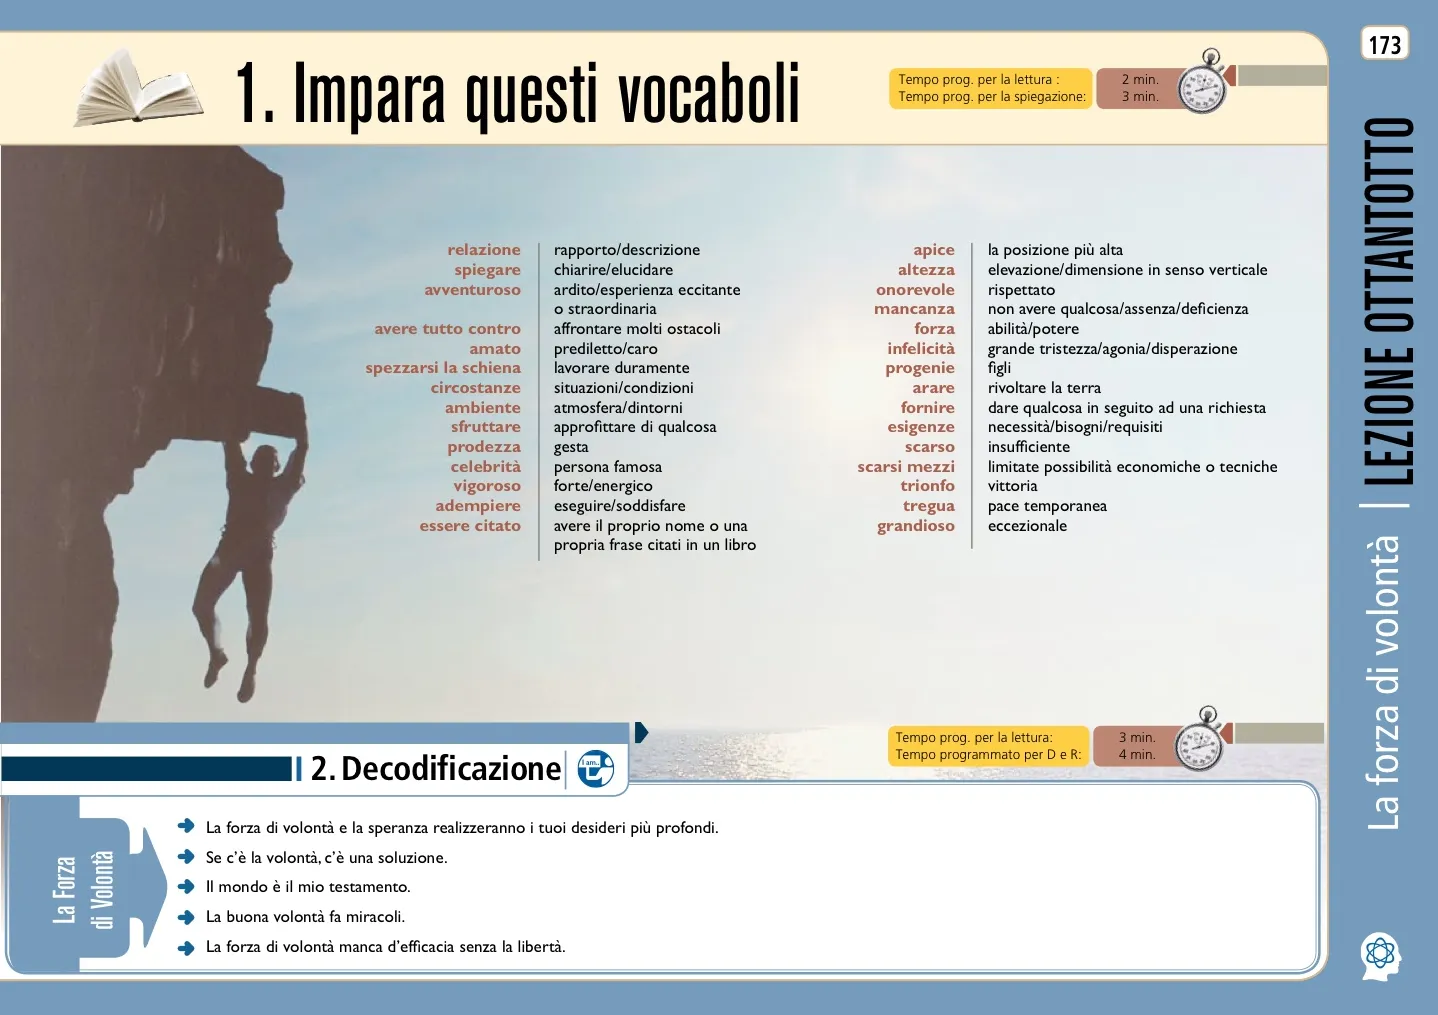 1. Impara questi vocaboli
Tempo prog. per la lettura : 2 min.
Tempo prog. per la spiegazione: 3 min.
173
LEZIONE OTTANTOTTO
La forza di volontà
relazione rapporto/descrizione
spiegare chiarire/elucidare
avventuroso ardito/esperienza eccitante
o straordinaria
avere tutto contro affrontare molti ostacoli
amato prediletto/caro
spezzarsi la schiena lavorare duramente
circostanze situazioni/condizioni
ambiente atmosfera/dintorni
sfruttare approfittare di qualcosa
prodezza gesta
celebrità persona famosa
vigoroso forte/energico
adempiere eseguire/soddisfare
essere citato avere il proprio nome o una
propria frase citati in un libro
apice la posizione più alta
altezza elevazione/dimensione in senso verticale
onorevole rispettato
mancanza non avere qualcosa/assenza/deficienza
forza abilità/potere
infelicità grande tristezza/agonia/disperazione
progenie figli
arare rivoltare la terra
fornire dare qualcosa in seguito ad una richiesta
esigenze necessità/bisogni/requisiti
scarso insufficiente
scarsi mezzi limitate possibilità economiche o tecniche
trionfo vittoria
tregua pace temporanea
grandioso eccezionale
2. Decodificazione
I am..
Tempo prog. per la lettura: 3 min.
Tempo programmato per D e R: 4 min.
La Forza
di Volontà
La forza di volontà e la speranza realizzeranno i tuoi desideri più profondi.
Se c'è la volontà, c'è una soluzione.
Il mondo è il mio testamento.
La buona volontà fa miracoli.
La forza di volontà manca d'efficacia senza la libertà.